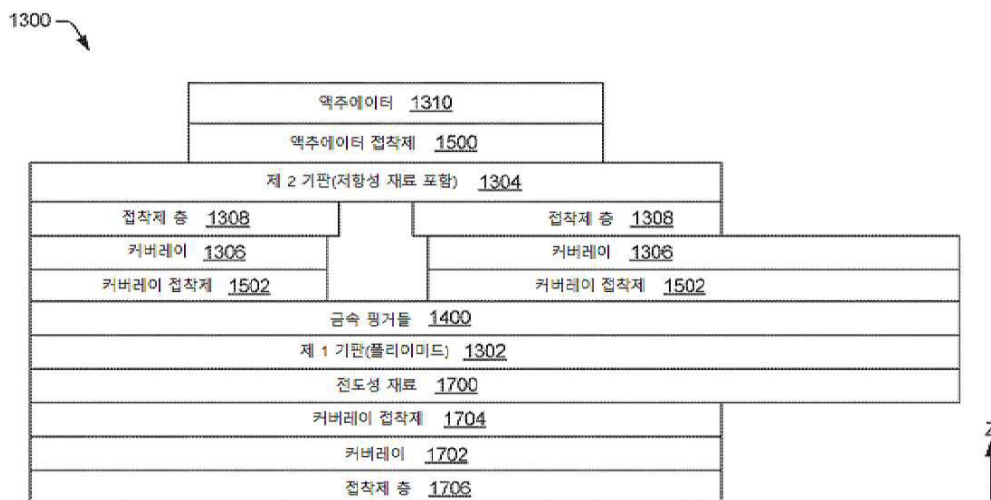 1300
액추에이터 1310
액추에이터 접착제 1500
제 2 기판(저항성 재료 포함) 1304
접착제 층 1308 접착제 층 1308
커버레이 1306 커버레이 1306
커버레이 접착제 1502 커버레이 접착제 1502
금속 핑거들 1400
제 1 기판(폴리이미드) 1302
전도성 재료 1700
커버레이 접착제 1704
커버레이 1702
접착제 층 1706
Z